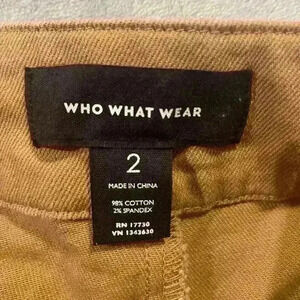 WHO WHAT WEAR
2
MADE IN CHINA
98% COTTON
2% SPANDEX
RN 17730
VN 1343630